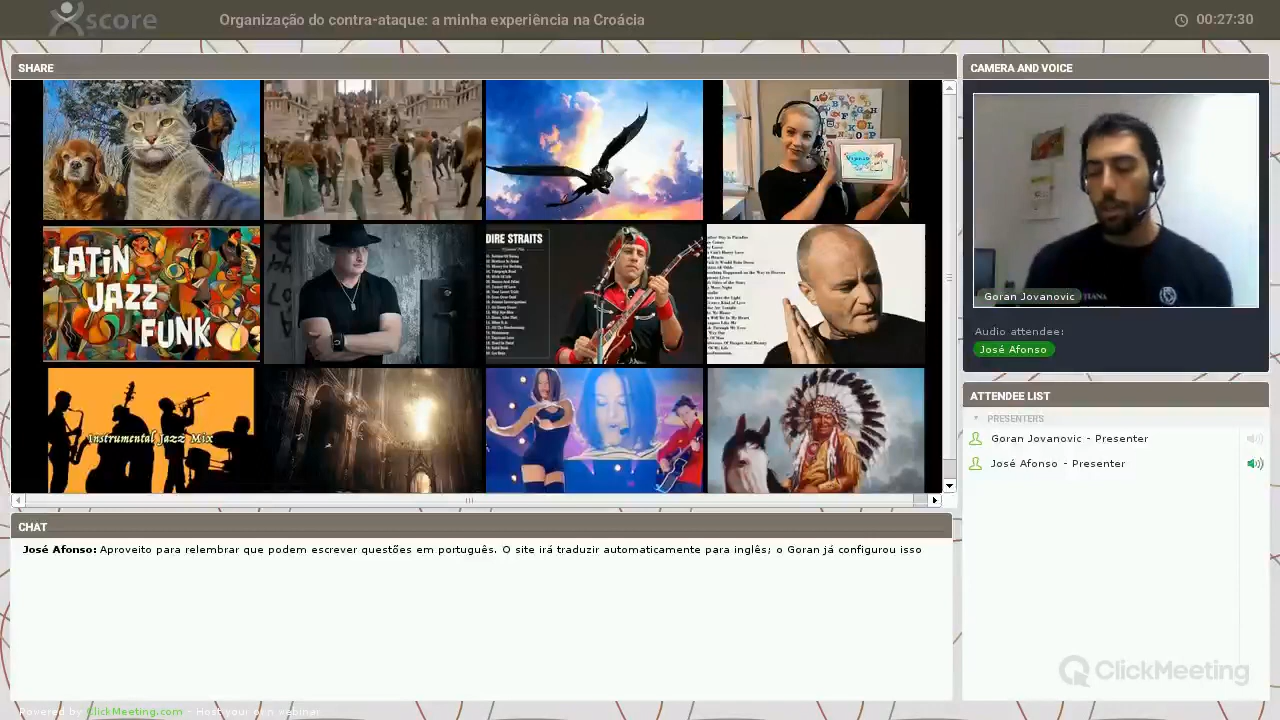 score
Organização do contra-ataque: a minha experiência na Croácia
00:27:30
SHARE
LATIN
JAZZ
FUNK
DIRE STRAITS
Instrumental Jazz Mix
CAMERA AND VOICE
Goran Jovanovic
Audio attendee:
José Afonso
ATTENDEE LIST
PRESENTERS
Goran Jovanovic - Presenter
José Afonso - Presenter
CHAT
José Afonso: Aproveito para relembrar que podem escrever questões em português. O site irá traduzir automaticamente para inglês; o Goran já configurou isso
ClickMeeting
Powered by ClickMeeting.com - Host your own webinar